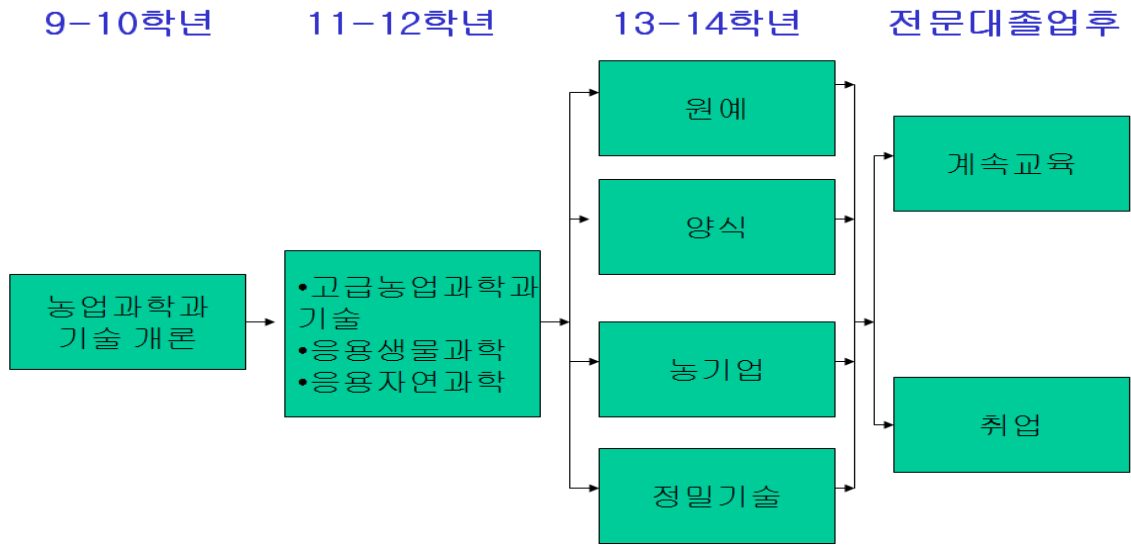 9-10학년
11-12학년
13-14학년
전문대졸업후
농업과학과
기술 개론
•고급농업과학과
기술
•응용생물과학
•응용자연과학
원예
양식
농기업
정밀기술
계속교육
취업